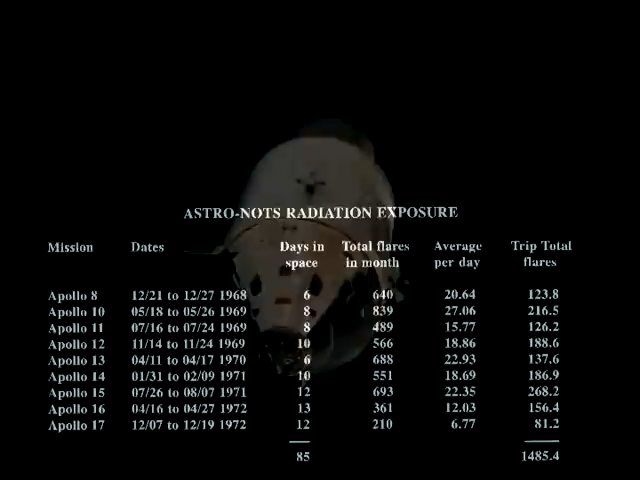 ASTRO-NOTS RADIATION EXPOSURE
Mission Dates Days in space Total flares in month Average per day Trip Total flares
Apollo 8 12/21 to 12/27 1968 6 640 20.64 123.8
Apollo 10 05/18 to 05/26 1969 8 839 27.06 216.5
Apollo 11 07/16 to 07/24 1969 8 489 15.77 126.2
Apollo 12 11/14 to 11/24 1969 10 566 18.86 188.6
Apollo 13 04/11 to 04/17 1970 6 688 22.93 137.6
Apollo 14 01/31 to 02/09 1971 10 551 18.69 186.9
Apollo 15 07/26 to 08/07 1971 12 693 22.35 268.2
Apollo 16 04/16 to 04/27 1972 13 361 12.03 156.4
Apollo 17 12/07 to 12/19 1972 12 210 6.77 81.2
85 1485.4